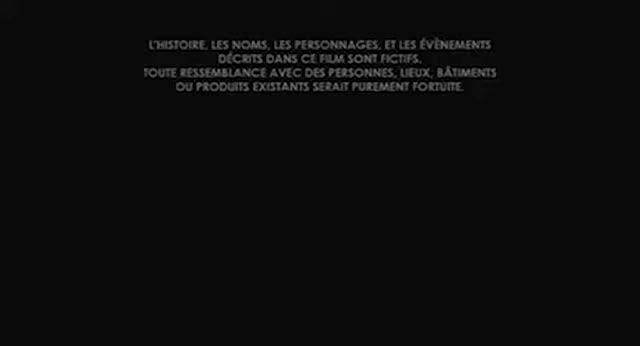 L'HISTOIRE, LES NOMS, LES PERSONNAGES, ET LES ÉVÈNEMENTS
DÉCRITS DANS CE FILM SONT FICTIFS.
TOUTE RESSEMBLANCE AVEC DES PERSONNES, LIEUX, BÂTIMENTS
OU PRODUITS EXISTANTS SERAIT PUREMENT FORTUITE.